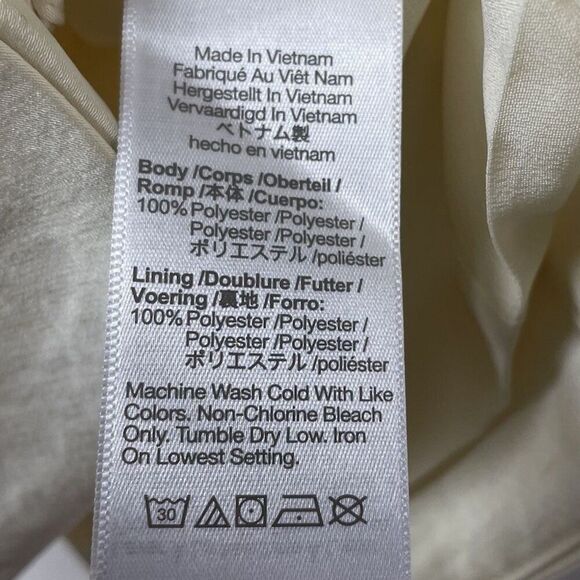 Made In Vietnam
Fabriqué Au Viêt Nam
Hergestellt In Vietnam
Vervaardigd In Vietnam
ベトナム製
hecho en vietnam
Body /Corps /Oberteil /
Romp /本体 /Cuerpo:
100% Polyester /Polyester /
Polyester /Polyester /
ポリエステル /poliéster
Lining /Doublure /Futter /
Voering /裏地 /Forro:
100% Polyester /Polyester /
Polyester /Polyester /
ポリエステル /poliéster
Machine Wash Cold With Like
Colors. Non-Chlorine Bleach
Only. Tumble Dry Low. Iron
On Lowest Setting.
30